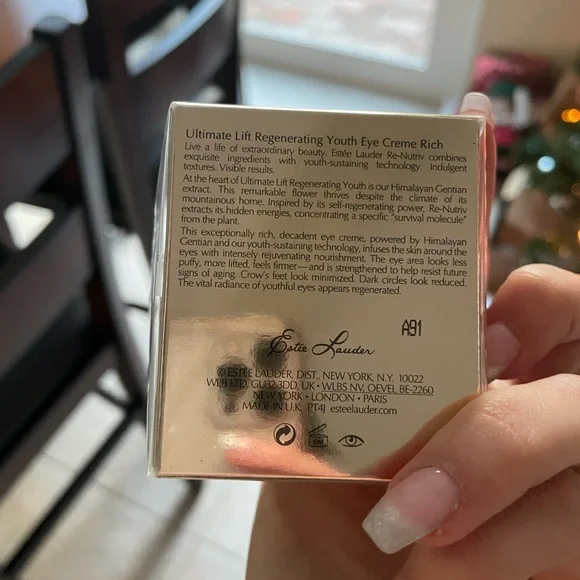 Ultimate Lift Regenerating Youth Eye Creme Rich
Live a life of extraordinary beauty. Estée Lauder Re-Nutriv combines
exquisite ingredients with youth-sustaining technology. Indulgent
textures. Visible results.
At the heart of Ultimate Lift Regenerating Youth is our Himalayan Gentian
extract. This remarkable flower thrives despite the climate of its
mountainous home. Inspired by its self-regenerating power, Re-Nutriv
extracts its hidden energies, concentrating a specific "survival molecule"
from the plant.
This exceptionally rich, decadent eye creme, powered by Himalayan
Gentian and our youth-sustaining technology, infuses the skin around the
eyes with intensely rejuvenating nourishment. The eye area looks less
puffy, more lifted, feels firmer—and is strengthened to help resist future
signs of aging. Crow's feet look minimized. Dark circles look reduced.
The vital radiance of youthful eyes appears regenerated.
A91
Estée Lauder
© ESTÉE LAUDER, DIST., NEW YORK, N.Y. 10022
WLB LTD, GU32 3DD, UK • WLBS NV, OEVEL BE-2260
NEW YORK • LONDON • PARIS
MADE IN U.K. PT4J esteelauder.com